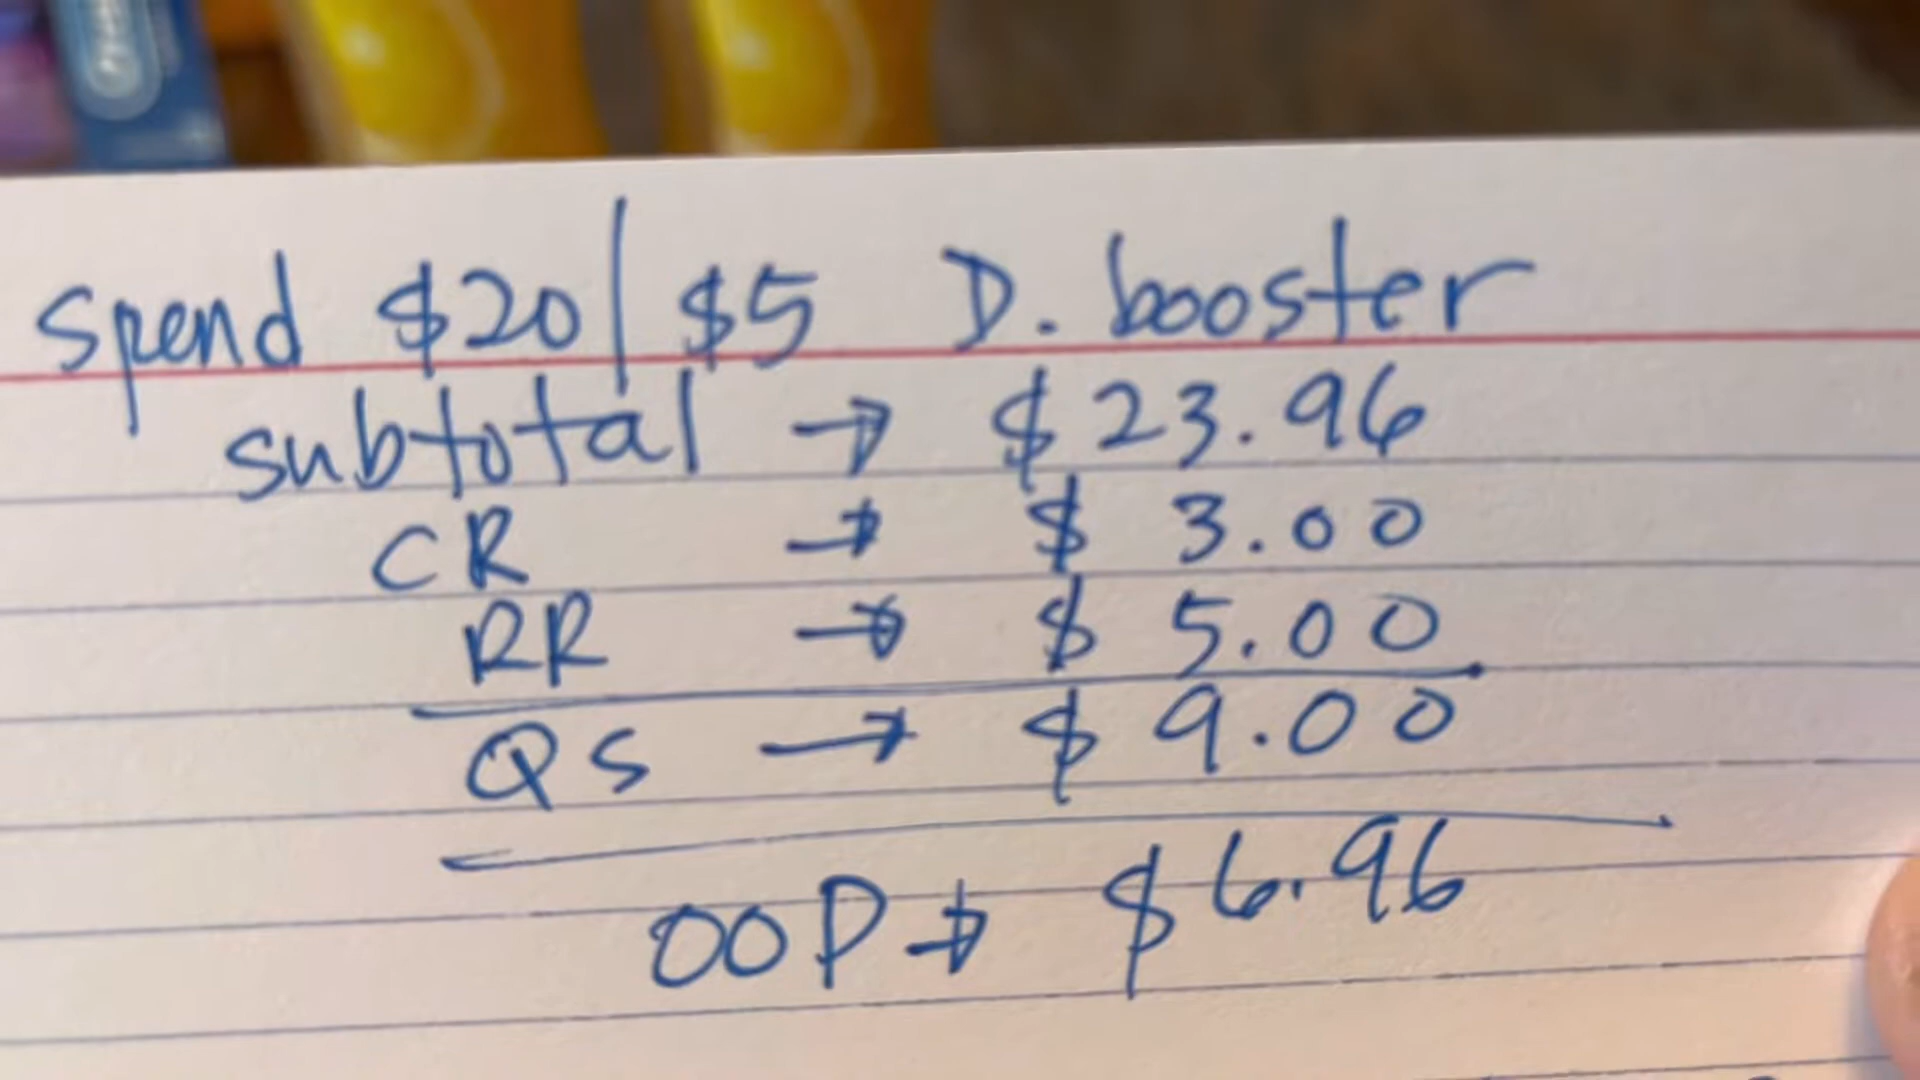 Spend $20/$5 D. booster
subtotal → $23.96
CR → $3.00
RR → $5.00
QS → $9.00
OOP → $6.96